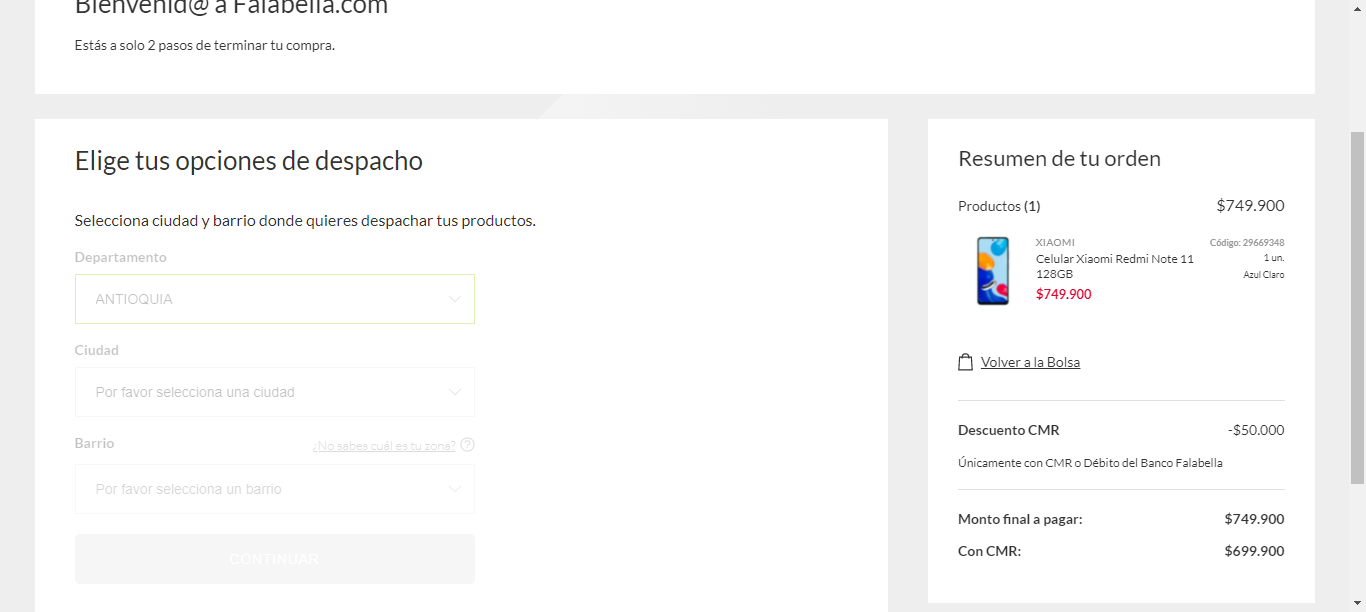 Bienvenid@ a Falabella.com
Estás a solo 2 pasos de terminar tu compra.
Elige tus opciones de despacho
Selecciona ciudad y barrio donde quieres despachar tus productos.
Departamento
ANTIOQUIA
Ciudad
Por favor selecciona una ciudad
Barrio
¿No sabes cuál es tu zona? ?
Por favor selecciona un barrio
CONTINUAR
Resumen de tu orden
Productos (1) $749.900
XIAOMI Código: 29669348
Celular Xiaomi Redmi Note 11 1 un.
128GB Azul Claro
$749.900
Volver a la Bolsa
Descuento CMR -$50.000
Únicamente con CMR o Débito del Banco Falabella
Monto final a pagar: $749.900
Con CMR: $699.900